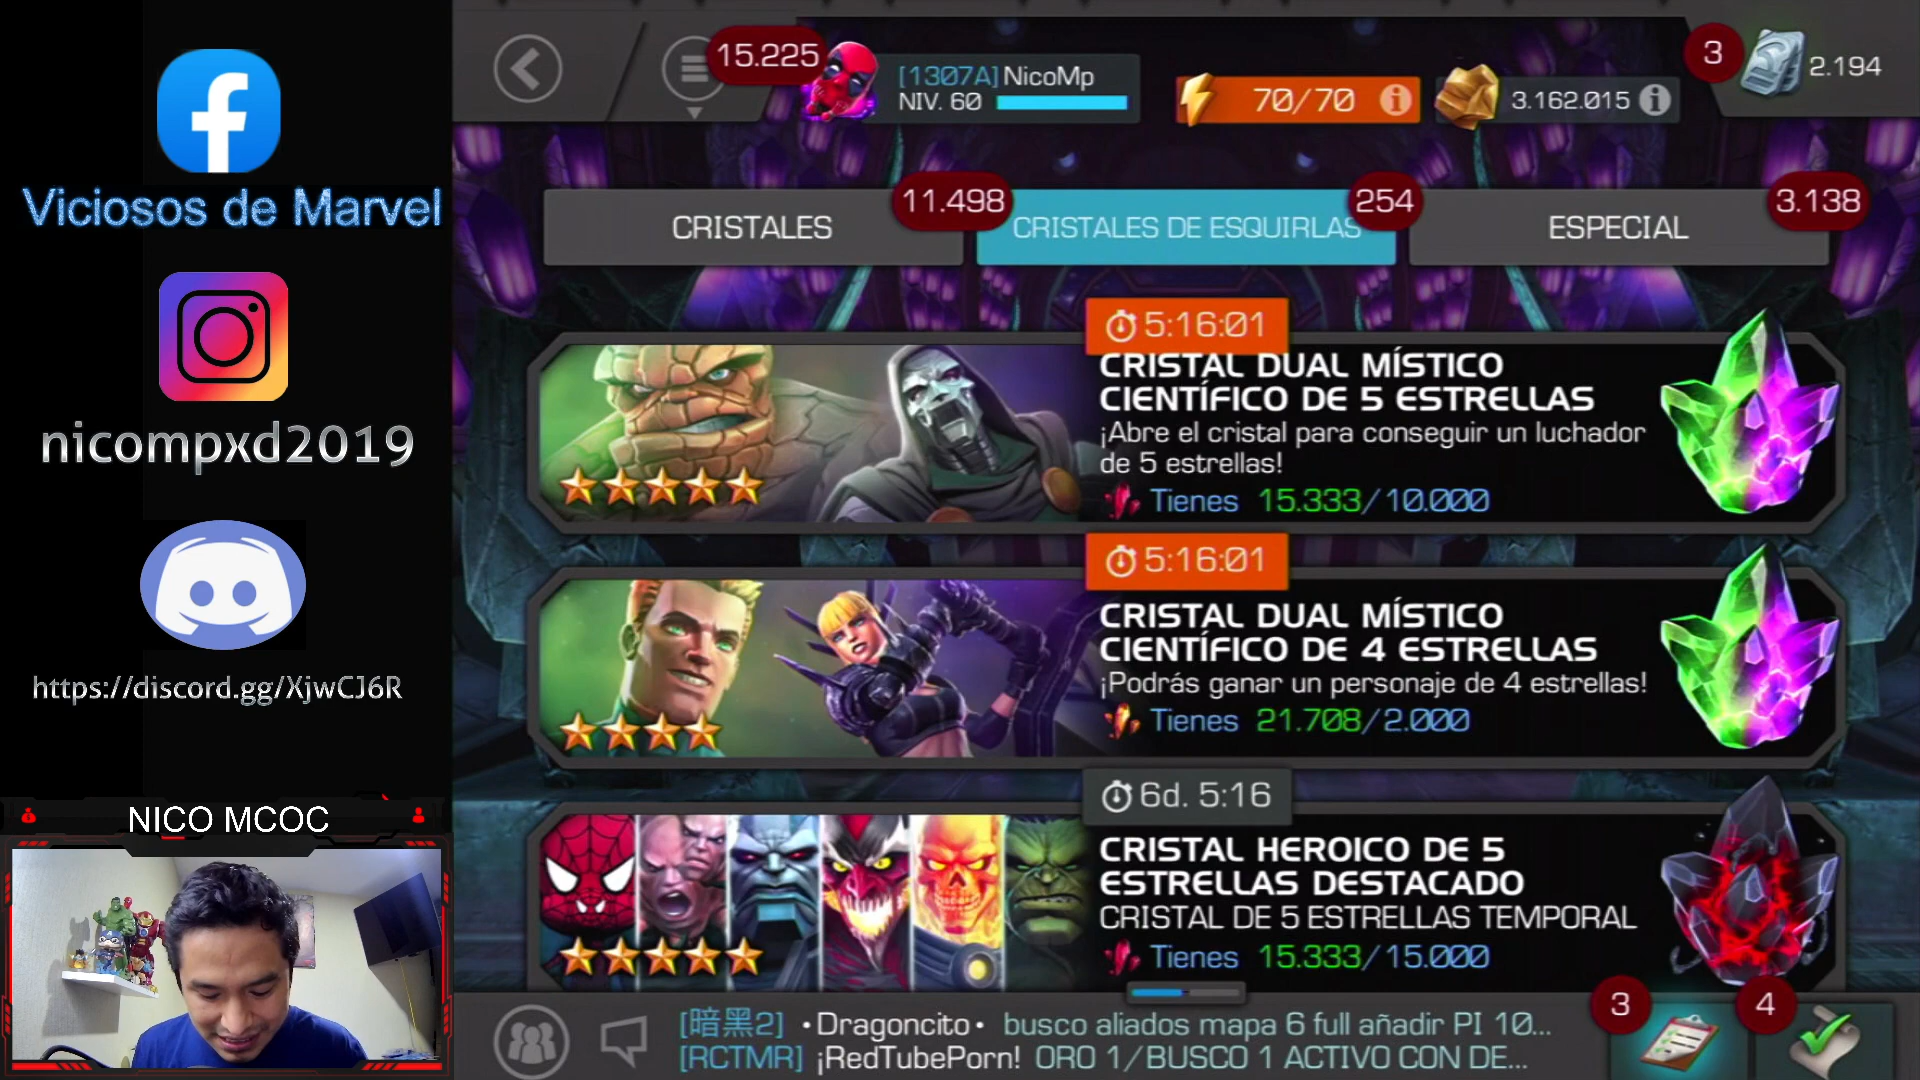 Viciosos de Marvel
nicompxd2019
https://discord.gg/XjwCJ6R
NICO MCOC
15.225
[1307A] NicoMp
NIV. 60
70/70
3.162.015
3
2.194
CRISTALES
11.498
CRISTALES DE ESQUIRLAS
254
ESPECIAL
3.138
5:16:01
CRISTAL DUAL MÍSTICO
CIENTÍFICO DE 5 ESTRELLAS
¡Abre el cristal para conseguir un luchador
de 5 estrellas!
Tienes 15.333/10.000
5:16:01
CRISTAL DUAL MÍSTICO
CIENTÍFICO DE 4 ESTRELLAS
¡Podrás ganar un personaje de 4 estrellas!
Tienes 21.708/2.000
6d. 5:16
CRISTAL HEROICO DE 5
ESTRELLAS DESTACADO
CRISTAL DE 5 ESTRELLAS TEMPORAL
Tienes 15.333/15.000
[暗黑2] •Dragoncito• busco aliados mapa 6 full añadir PI 10...
[RCTMR] ¡RedTubePorn! ORO 1/BUSCO 1 ACTIVO CON DE...
3
4